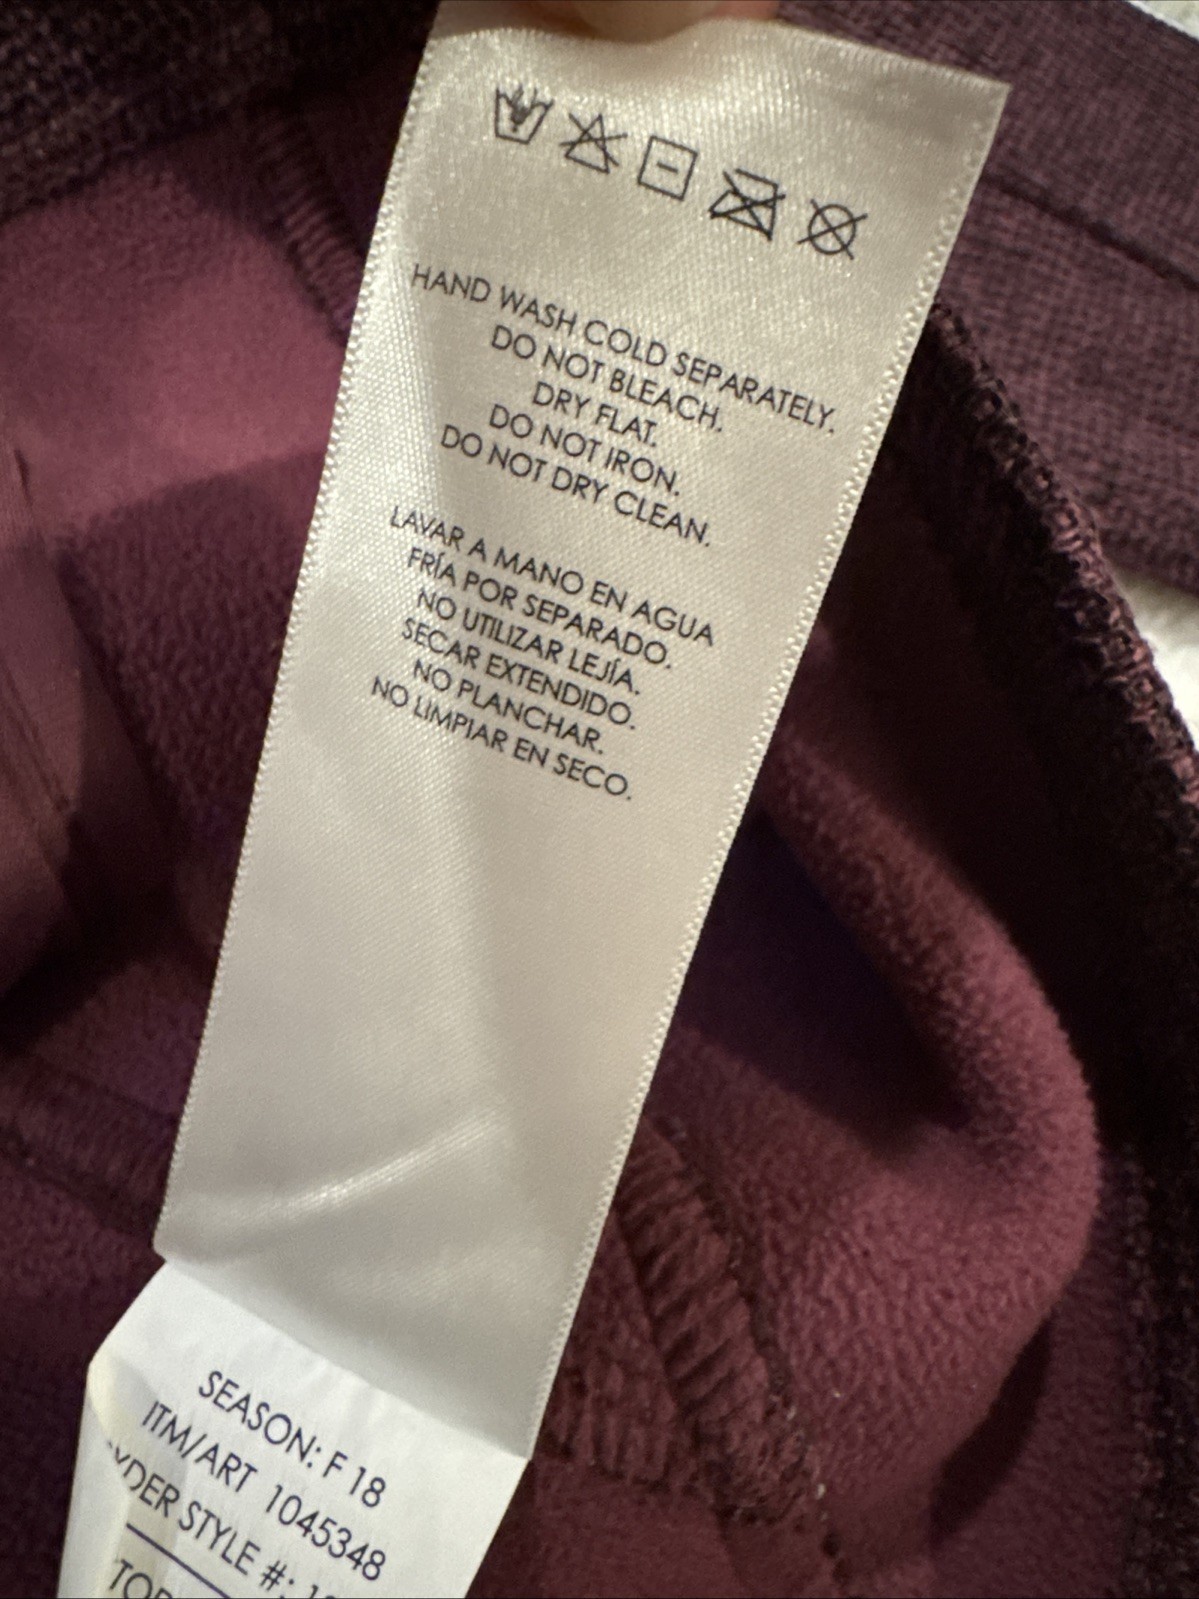 HAND WASH COLD SEPARATELY.
DO NOT BLEACH.
DRY FLAT.
DO NOT IRON.
DO NOT DRY CLEAN.
LAVAR A MANO EN AGUA
FRÍA POR SEPARADO.
NO UTILIZAR LEJÍA.
SECAR EXTENDIDO.
NO PLANCHAR.
NO LIMPIAR EN SECO.
SEASON: F 18
ITM/ART 1045348
STYLE #: